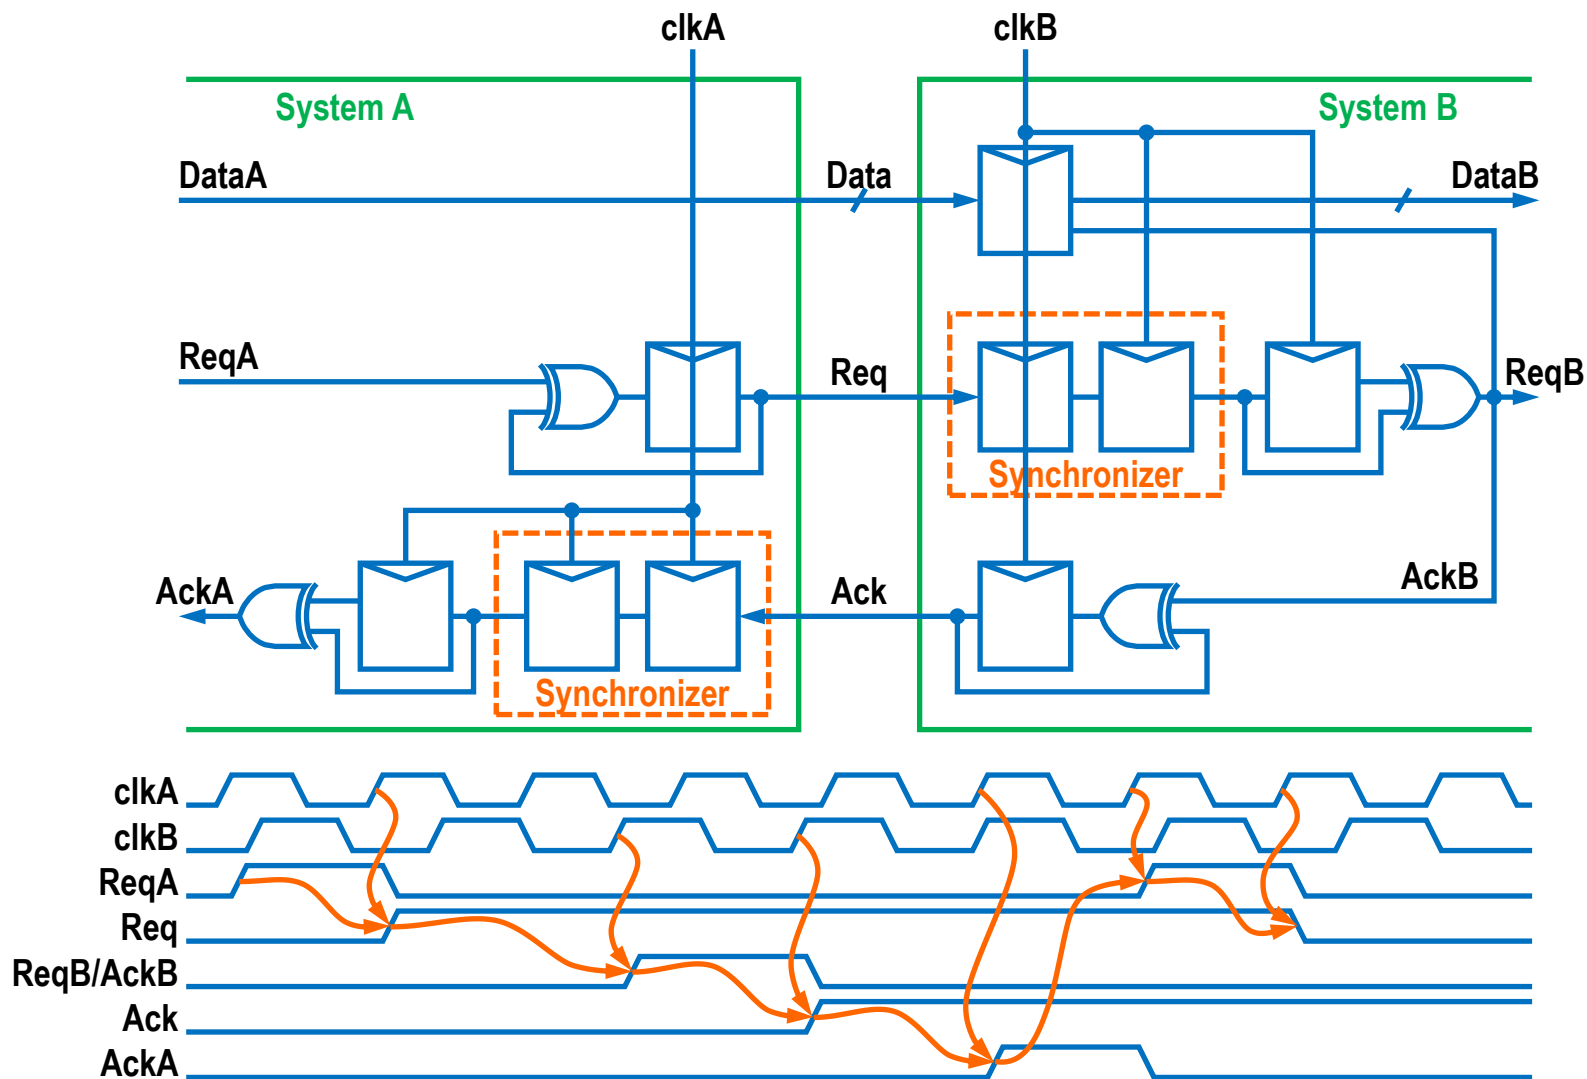 clkA
clkB
System A
System B
DataA
Data
DataB
ReqA
Req
ReqB
Synchronizer
AckA
Ack
AckB
Synchronizer
clkA
clkB
ReqA
Req
ReqB/AckB
Ack
AckA